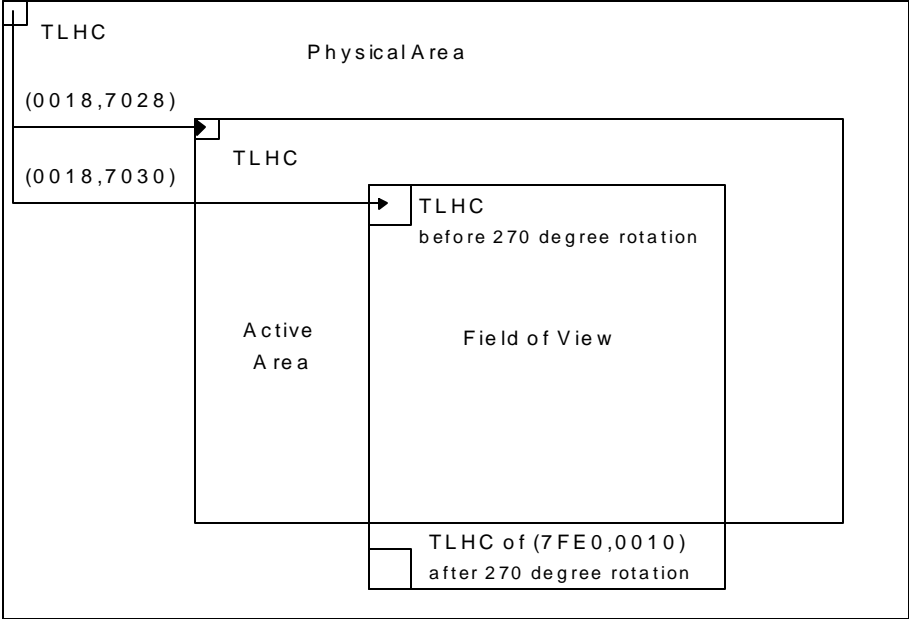 TLHC
Physical Area
(0018,7028)
TLHC
(0018,7030)
TLHC
before 270 degree rotation
Active
Area
Field of View
TLHC of (7FE0,0010)
after 270 degree rotation